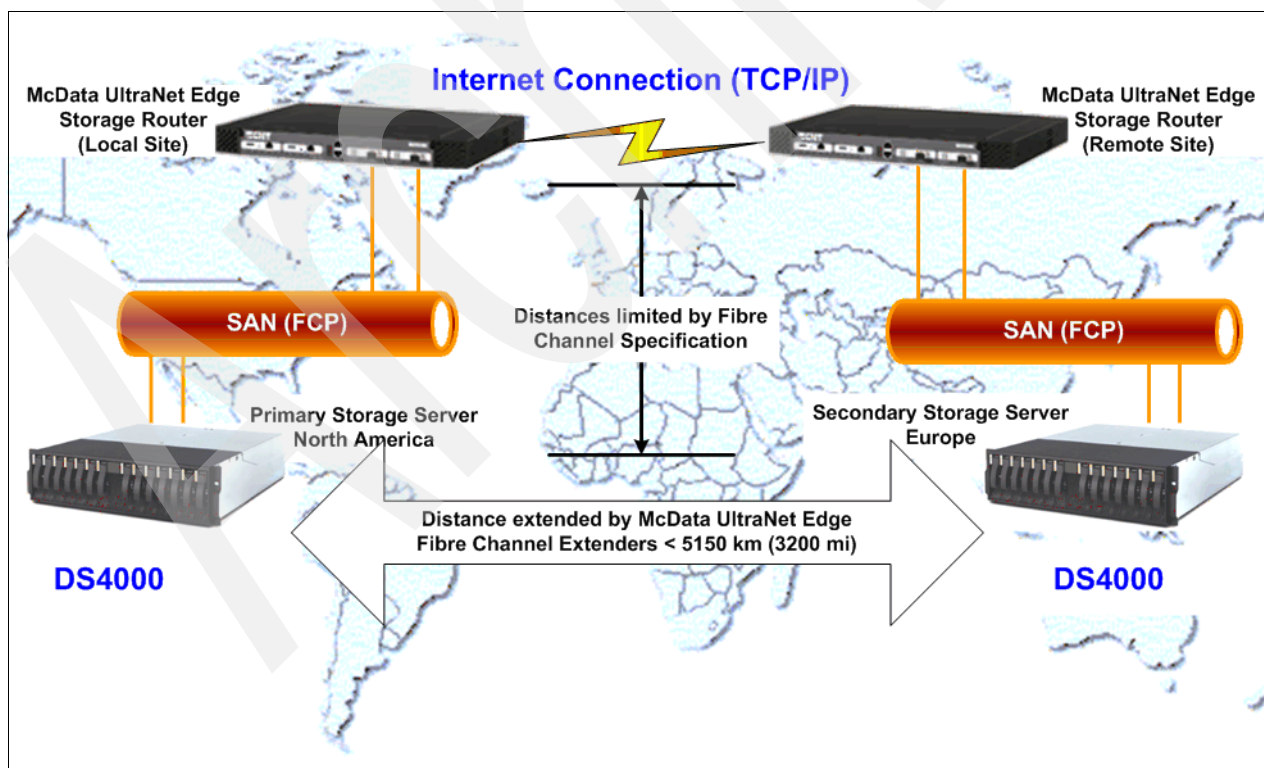 Internet Connection (TCP/IP)
McData UltraNet Edge
Storage Router
(Local Site)
McData UltraNet Edge
Storage Router
(Remote Site)
SAN (FCP)
Distances limited by Fibre
Channel Specification
SAN (FCP)
Primary Storage Server
North America
Secondary Storage Server
Europe
Distance extended by McData UltraNet Edge
Fibre Channel Extenders < 5150 km (3200 mi)
DS4000
DS4000